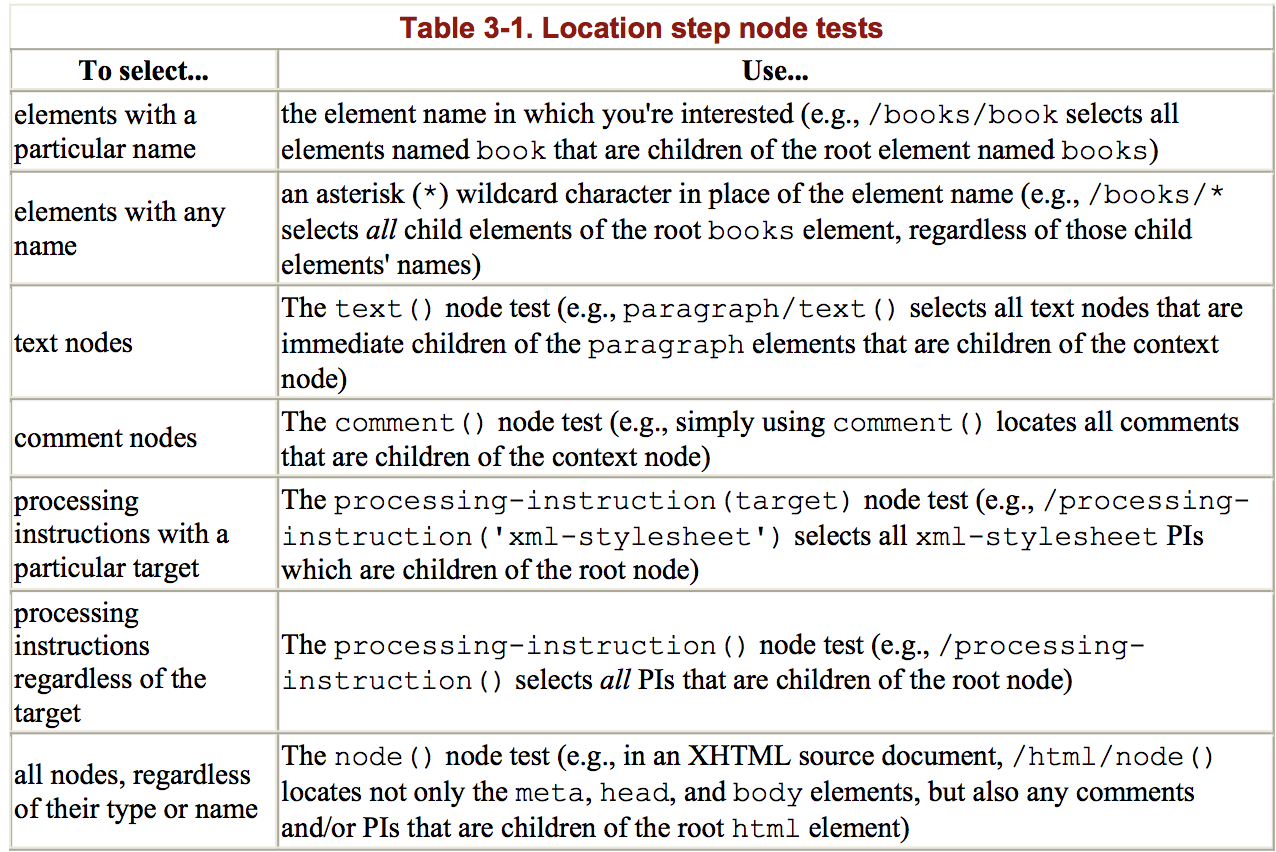 Table 3-1. Location step node tests
To select...
Use...
elements with a
particular name
the element name in which you're interested (e.g., /books/book selects all
elements named book that are children of the root element named books)
elements with any
name
an asterisk (*) wildcard character in place of the element name (e.g., /books/*
selects all child elements of the root books element, regardless of those child
elements' names)
text nodes
The text() node test (e.g., paragraph/text() selects all text nodes that are
immediate children of the paragraph elements that are children of the context
node)
comment nodes
The comment() node test (e.g., simply using comment() locates all comments
that are children of the context node)
processing
instructions with a
particular target
The processing-instruction(target) node test (e.g., /processing-
instruction('xml-stylesheet') selects all xml-stylesheet PIs
which are children of the root node)
processing
instructions
regardless of the
target
The processing-instruction() node test (e.g., /processing-
instruction() selects all PIs that are children of the root node)
all nodes, regardless
of their type or name
The node() node test (e.g., in an XHTML source document, /html/node()
locates not only the meta, head, and body elements, but also any comments
and/or PIs that are children of the root html element)